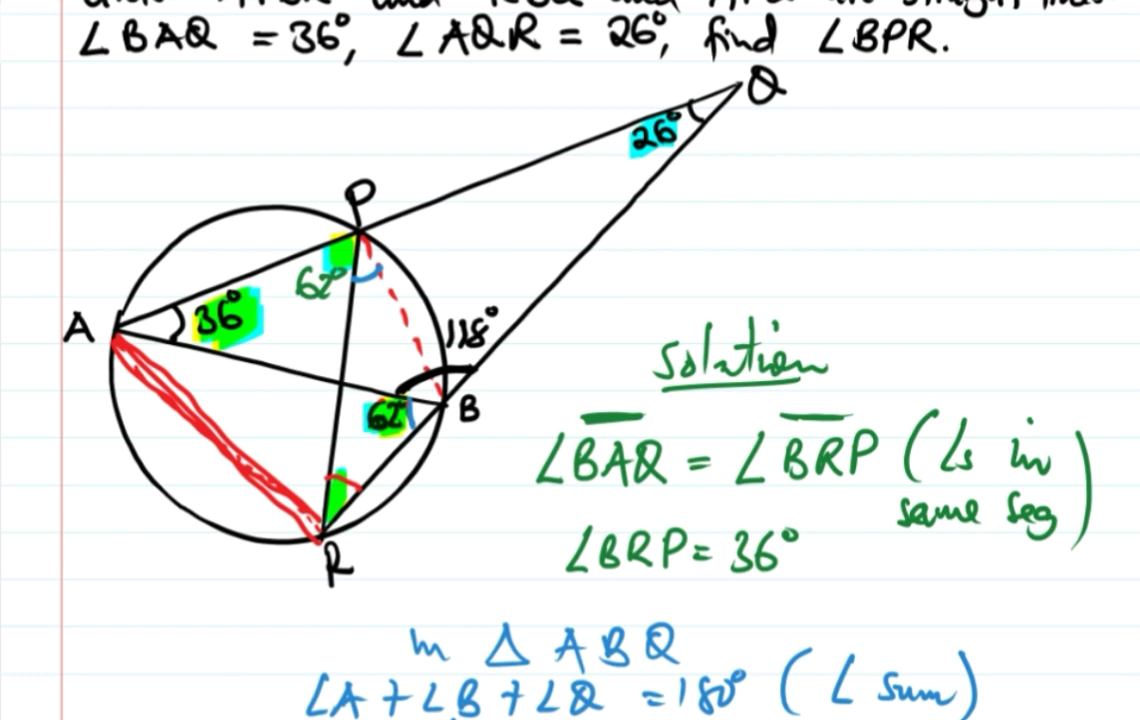 ∠BAQ = 36°, ∠AQR = 26°, find ∠BPR.
Q
26°
P
62°
A
36°
118°
62
B
R
Solution
∠BAQ = ∠BRP (∠s in same seg)
∠BRP = 36°
In △ ABQ
∠A + ∠B + ∠Q = 180° (∠ sum)